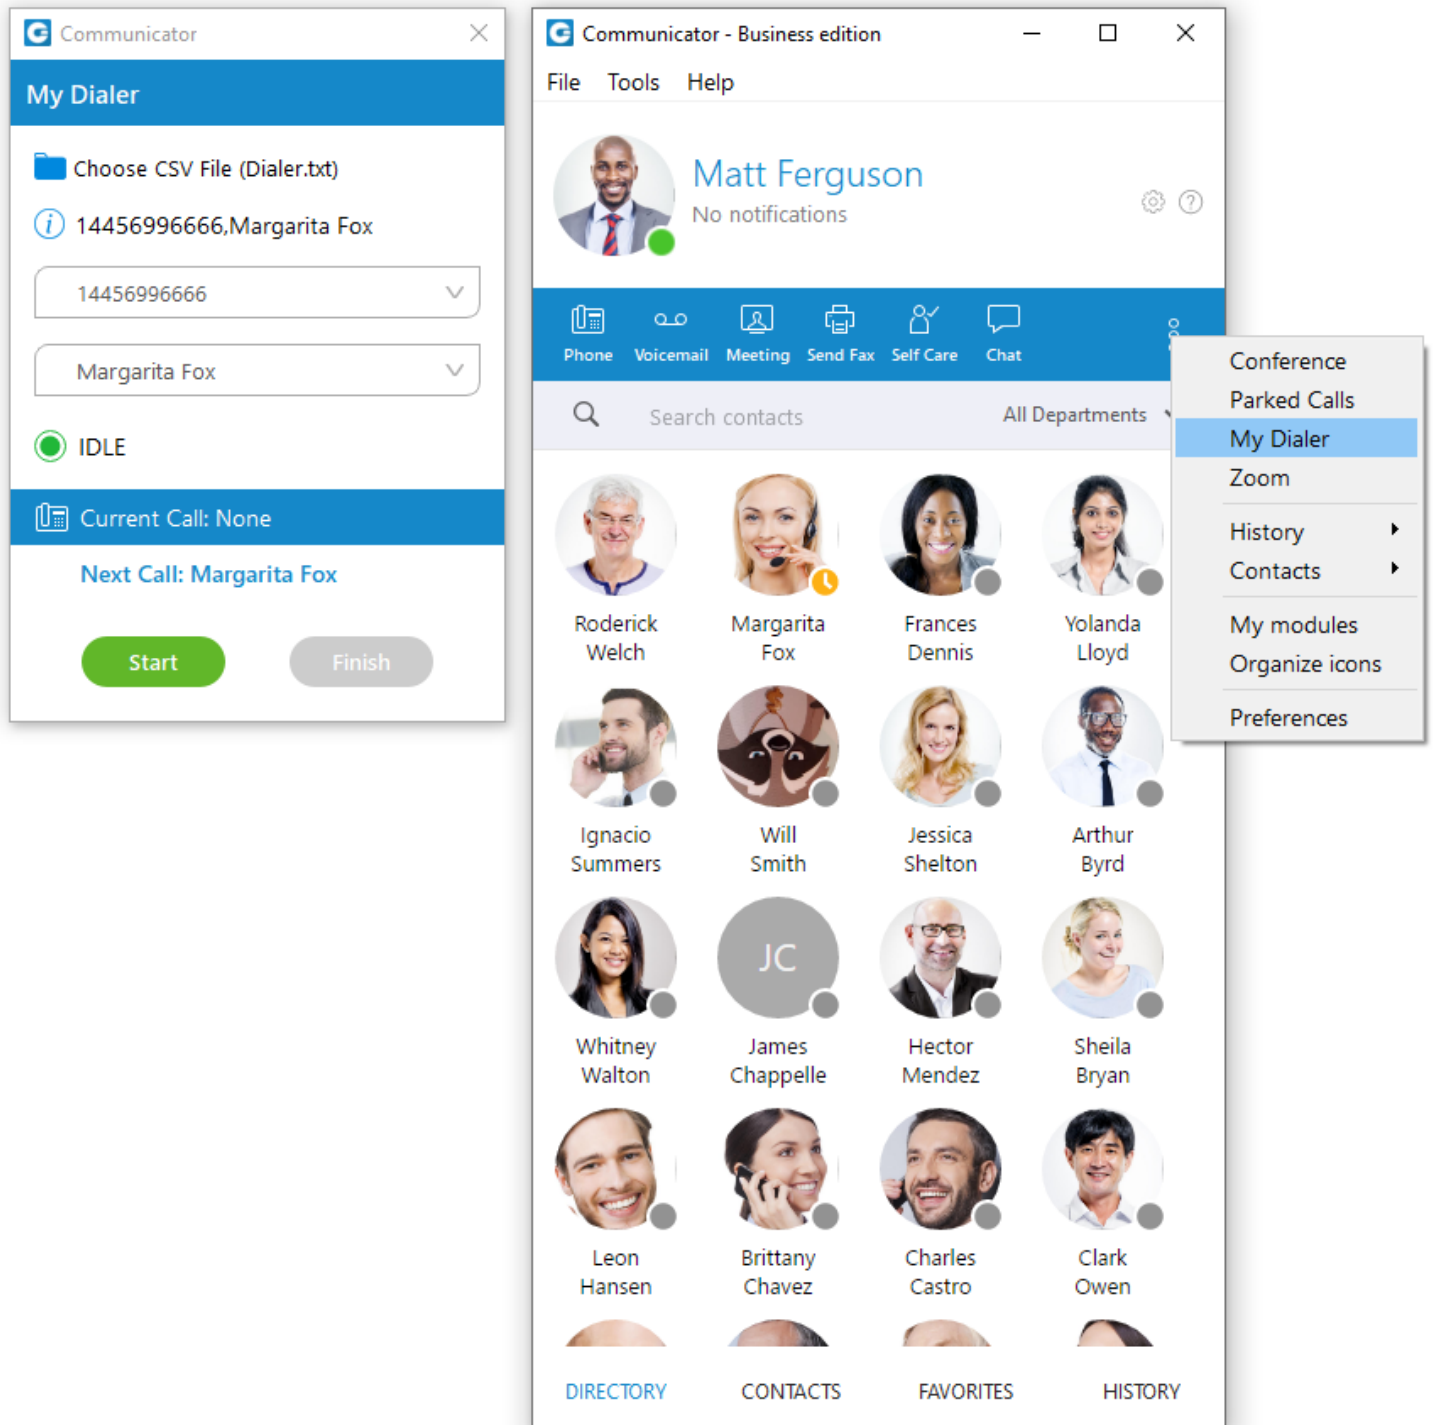 Communicator
My Dialer
Choose CSV File (Dialer.txt)
14456996666,Margarita Fox
14456996666
Margarita Fox
IDLE
Current Call: None
Next Call: Margarita Fox
Start Finish
Communicator - Business edition
File Tools Help
Matt Ferguson
No notifications
Phone Voicemail Meeting Send Fax Self Care Chat
Search contacts All Departments
Roderick
Welch
Margarita
Fox
Frances
Dennis
Yolanda
Lloyd
Ignacio
Summers
Will
Smith
Jessica
Shelton
Arthur
Byrd
Whitney
Walton
JC
James
Chappelle
Hector
Mendez
Sheila
Bryan
Leon
Hansen
Brittany
Chavez
Charles
Castro
Clark
Owen
DIRECTORY CONTACTS FAVORITES HISTORY
Conference
Parked Calls
My Dialer
Zoom
History
Contacts
My modules
Organize icons
Preferences